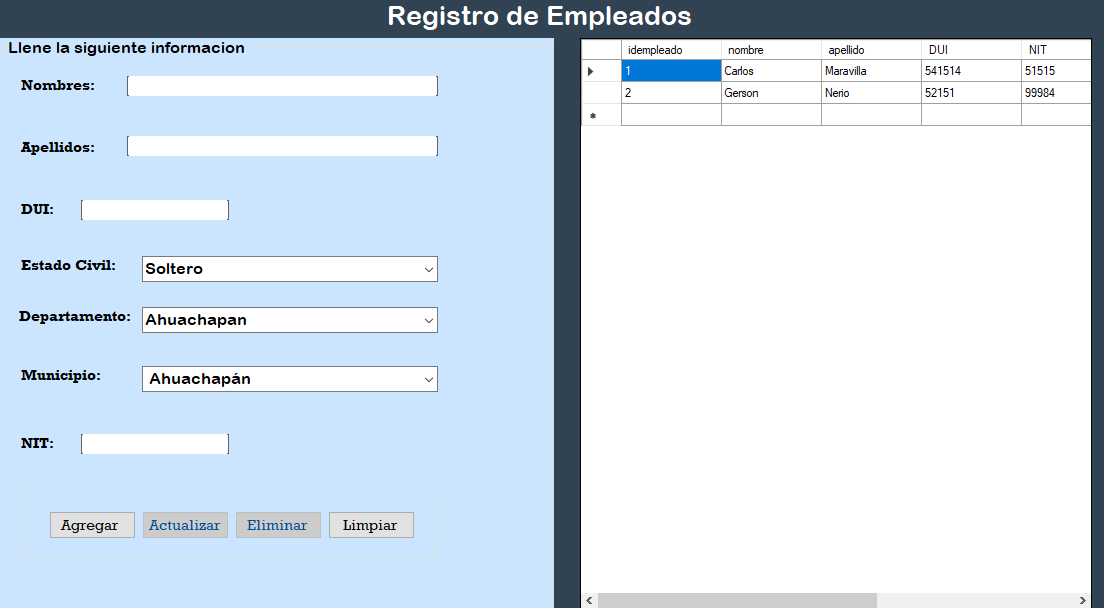 Registro de Empleados
Llene la siguiente informacion
Nombres:
Apellidos:
DUI:
Estado Civil: Soltero
Departamento: Ahuachapan
Municipio: Ahuachapán
NIT:
Agregar Actualizar Eliminar Limpiar
idempleado nombre apellido DUI NIT
1 Carlos Maravilla 541514 51515
2 Gerson Nerio 52151 99984